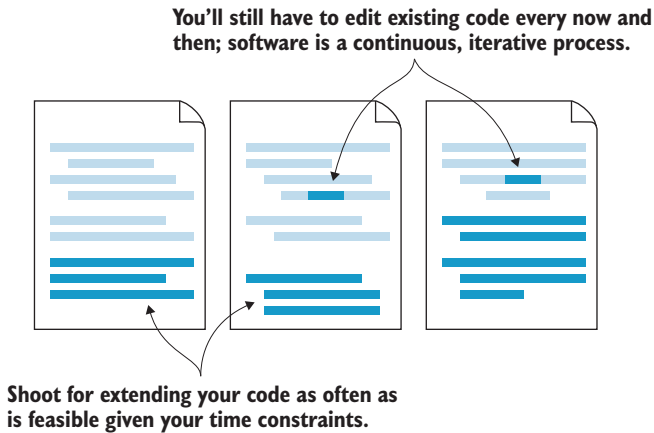 You’ll still have to edit existing code every now and
then; software is a continuous, iterative process.
Shoot for extending your code as often as
is feasible given your time constraints.